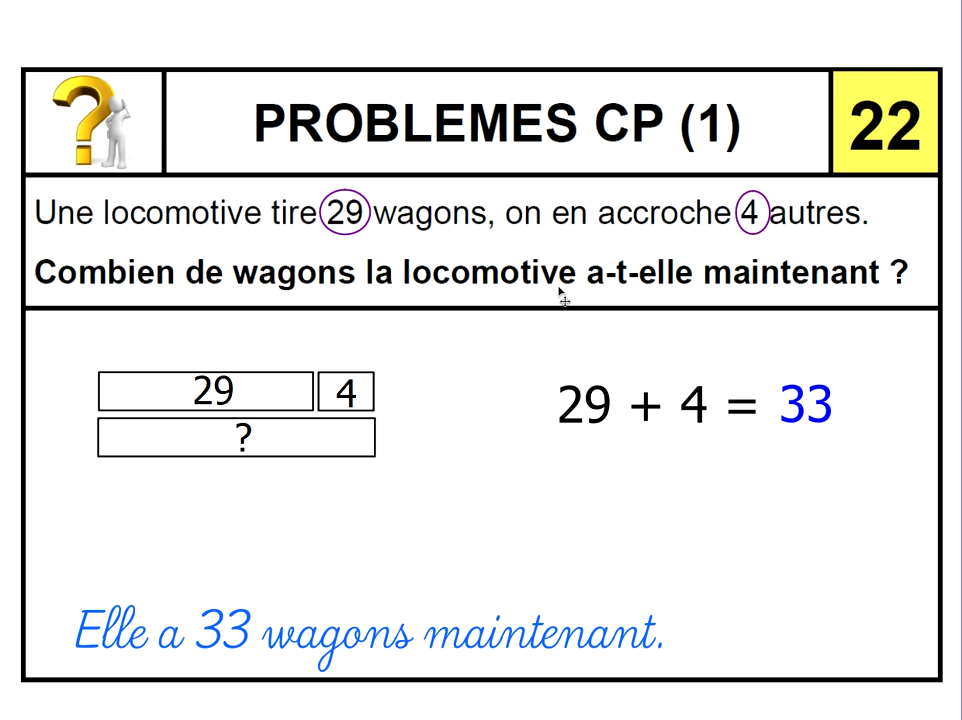 PROBLEMES CP (1)
22
Une locomotive tire 29 wagons, on en accroche 4 autres.
Combien de wagons la locomotive a-t-elle maintenant ?
29 4
?
29 + 4 = 33
Elle a 33 wagons maintenant.